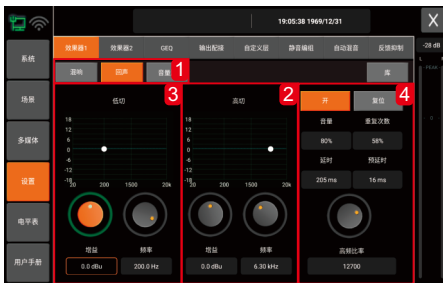 19:05:38 1969/12/31
X
系统
场景
多媒体
设置
电平表
用户手册
效果器1 效果器2 GEQ 输出配接 自定义层 静音编组 自动混音 反馈抑制
-28 dB
混响 回声 音量 1 库
PEAK
3 低切
18
12
6
0
-6
-12
-18
20 200 1500 20k
增益 频率
0.0 dBu 200.0 Hz
2 高切
18
12
6
0
-6
-12
-18
20 200 1500 20k
增益 频率
0.0 dBu 6.30 kHz
4
开 复位
音量 重复次数
80% 58%
延时 预延时
205 ms 16 ms
高频比率
12700